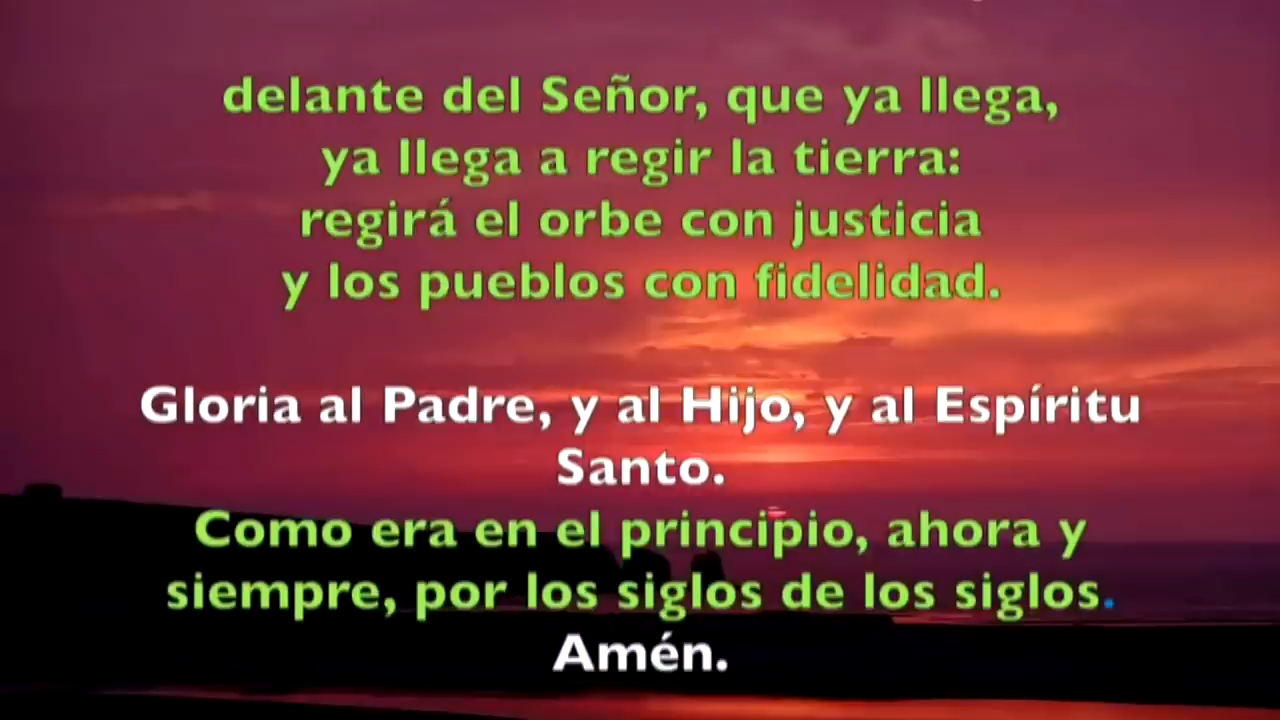 delante del Señor, que ya llega,
ya llega a regir la tierra:
regirá el orbe con justicia
y los pueblos con fidelidad.
Gloria al Padre, y al Hijo, y al Espíritu
Santo.
Como era en el principio, ahora y
siempre, por los siglos de los siglos.
Amén.